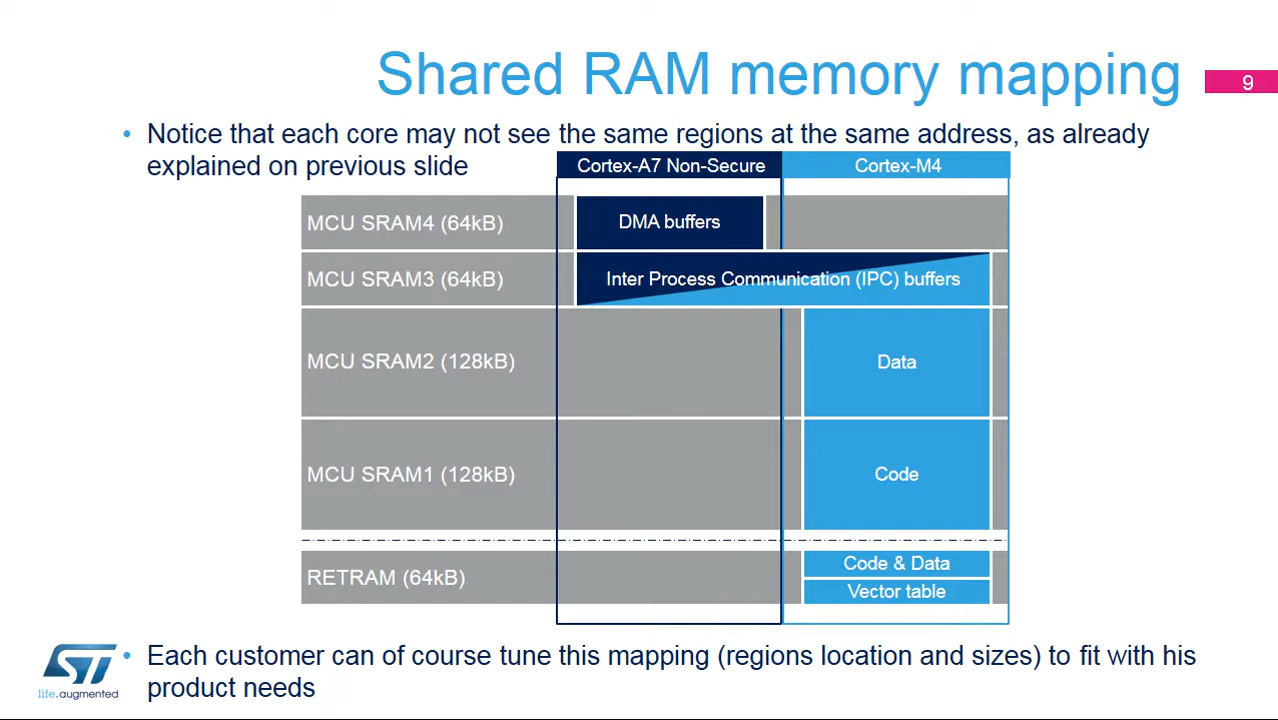 Shared RAM memory mapping
9
• Notice that each core may not see the same regions at the same address, as already
explained on previous slide
Cortex-A7 Non-Secure
Cortex-M4
MCU SRAM4 (64kB)
DMA buffers
MCU SRAM3 (64kB)
Inter Process Communication (IPC) buffers
MCU SRAM2 (128kB)
Data
MCU SRAM1 (128kB)
Code
RETRAM (64kB)
Code & Data
Vector table
• Each customer can of course tune this mapping (regions location and sizes) to fit with his
product needs
ST
life.augmented